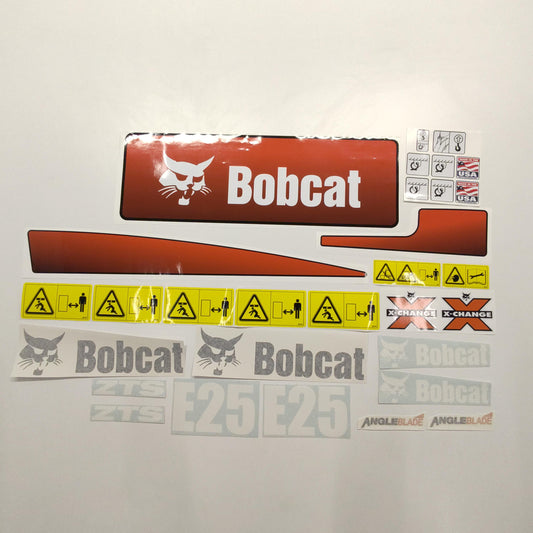 Bobcat
USA
USA
X-CHANGE
X-CHANGE
Bobcat
Bobcat
Bobcat
Bobcat
ZTS
ZTS
E25
E25
ANGLEBLADE
ANGLEBLADE